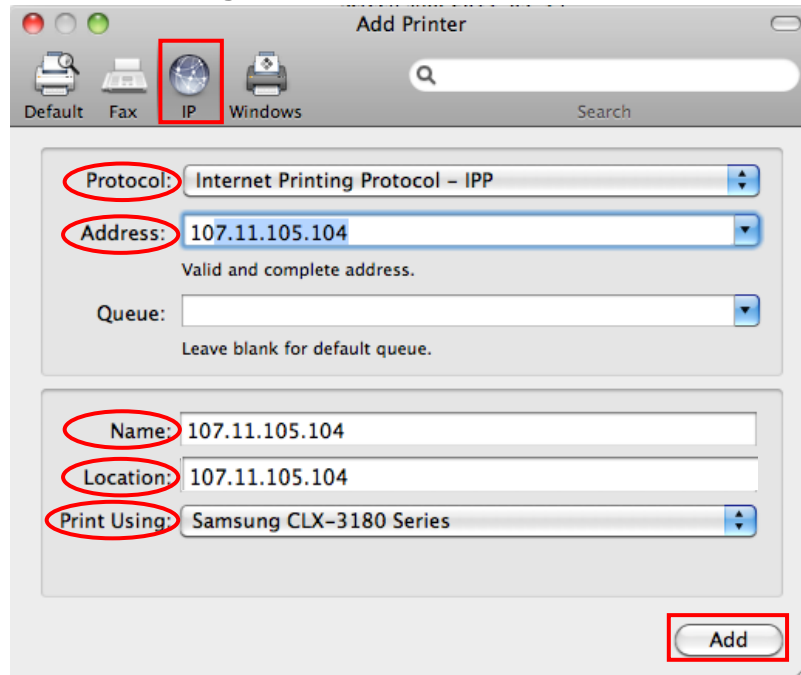 Add Printer
Default Fax IP Windows Search
Protocol: Internet Printing Protocol – IPP
Address: 107.11.105.104
Valid and complete address.
Queue:
Leave blank for default queue.
Name: 107.11.105.104
Location: 107.11.105.104
Print Using: Samsung CLX-3180 Series
Add